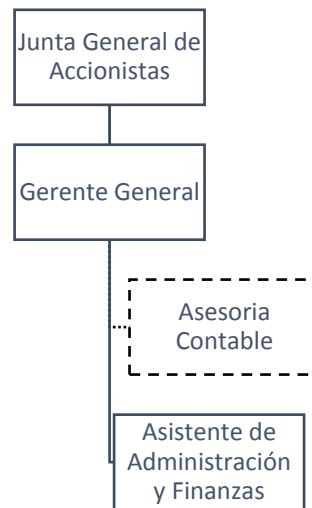 Junta General de
Accionistas
Gerente General
Asesoria
Contable
Asistente de
Administración
y Finanzas